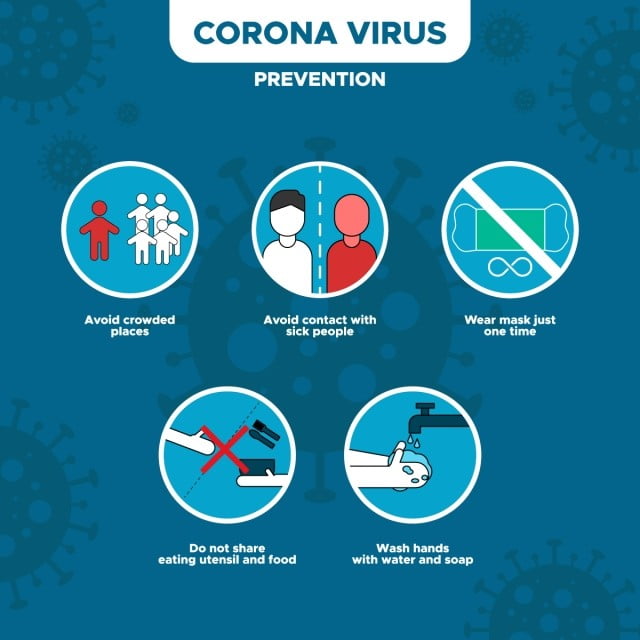 CORONA VIRUS
PREVENTION
Avoid crowded
places
Avoid contact with
sick people
Wear mask just
one time
Do not share
eating utensil and food
Wash hands
with water and soap